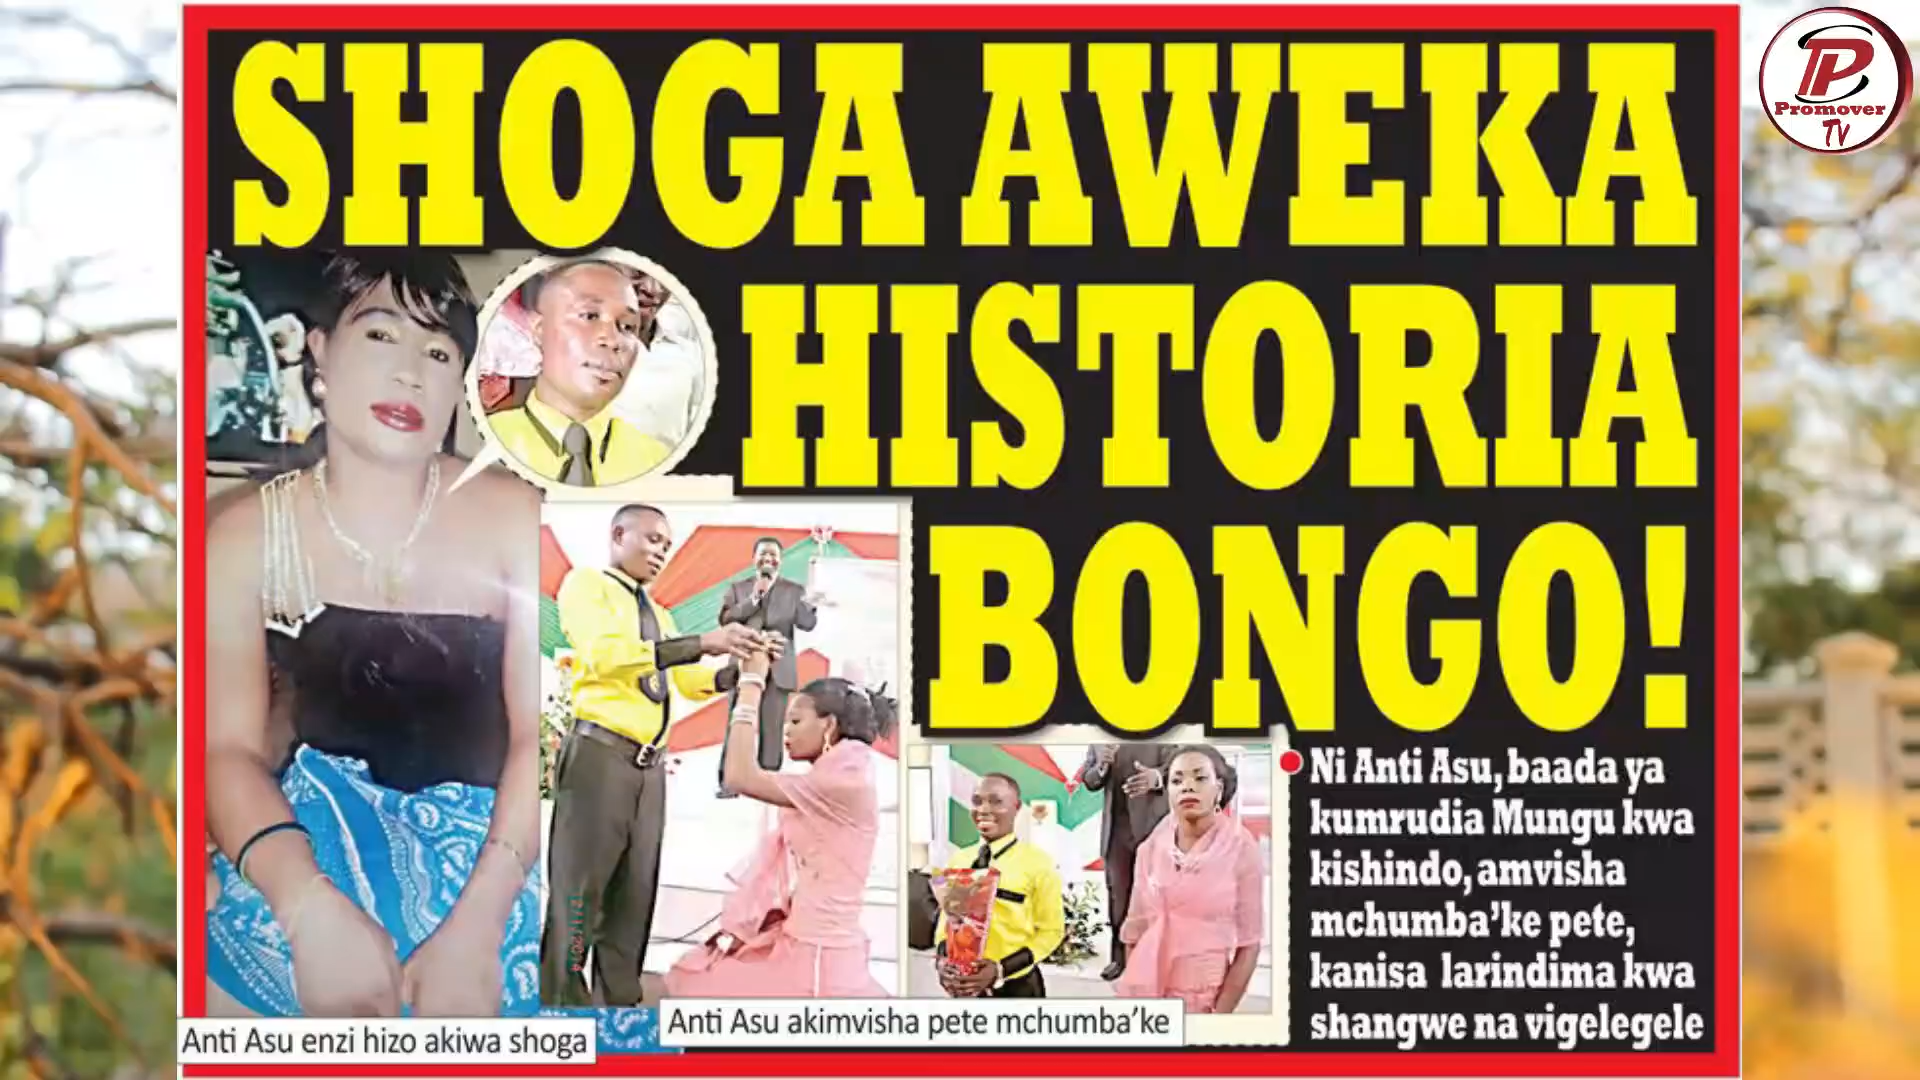 SHOGA AWEKA
HISTORIA
BONGO!
Ni Anti Asu, baada ya
kumrudia Mungu kwa
kishindo, amvisha
mchumba'ke pete,
kanisa larindima kwa
shangwe na vigelegele
Anti Asu enzi hizo akiwa shoga
Anti Asu akimvisha pete mchumba'ke
Promover
TV